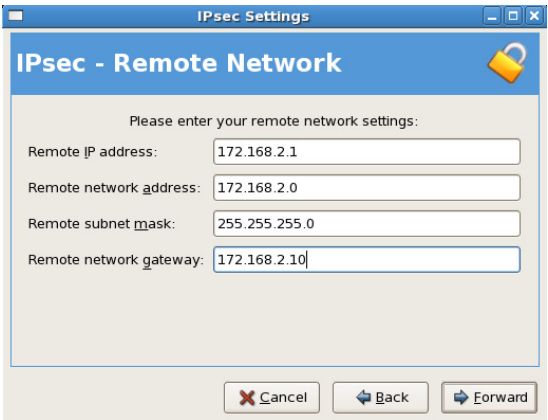 IPsec Settings
IPsec - Remote Network
Please enter your remote network settings:
Remote IP address: 172.168.2.1
Remote network address: 172.168.2.0
Remote subnet mask: 255.255.255.0
Remote network gateway: 172.168.2.10
Cancel Back Forward